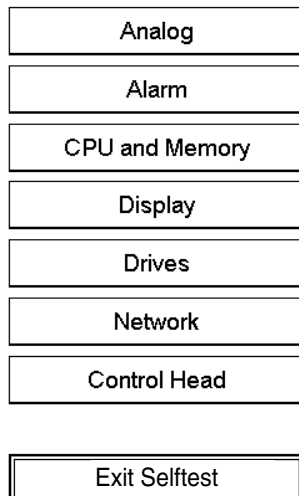 Analog
Alarm
CPU and Memory
Display
Drives
Network
Control Head
Exit Selftest